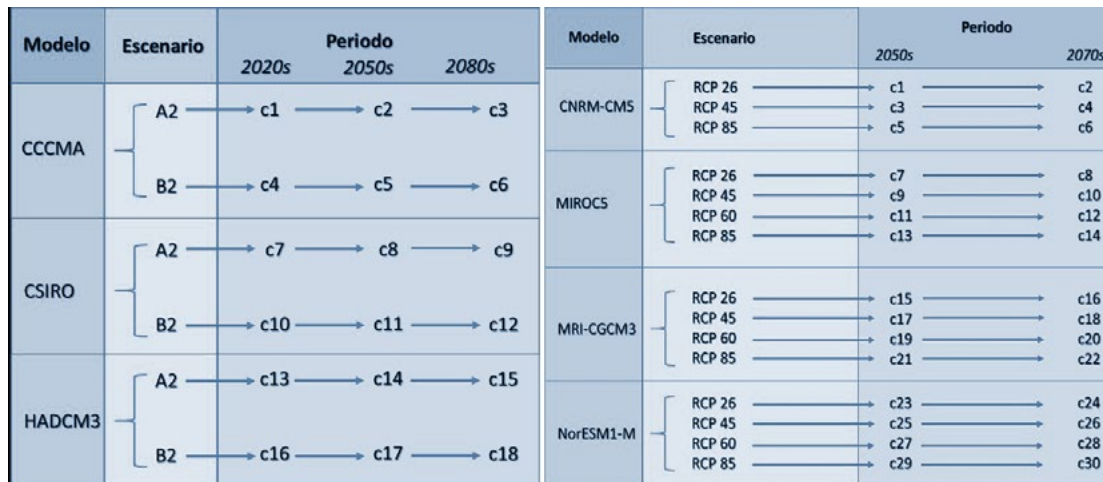 Modelo Escenario Periodo
2020s 2050s 2080s
CCCMA
A2 c1 c2 c3
B2 c4 c5 c6
CSIRO
A2 c7 c8 c9
B2 c10 c11 c12
HADCM3
A2 c13 c14 c15
B2 c16 c17 c18
Modelo Escenario Periodo
2050s 2070s
CNRM-CM5
RCP 26 c1 c2
RCP 45 c3 c4
RCP 85 c5 c6
MIROC5
RCP 26 c7 c8
RCP 45 c9 c10
RCP 60 c11 c12
RCP 85 c13 c14
MRI-CGCM3
RCP 26 c15 c16
RCP 45 c17 c18
RCP 60 c19 c20
RCP 85 c21 c22
NorESM1-M
RCP 26 c23 c24
RCP 45 c25 c26
RCP 60 c27 c28
RCP 85 c29 c30